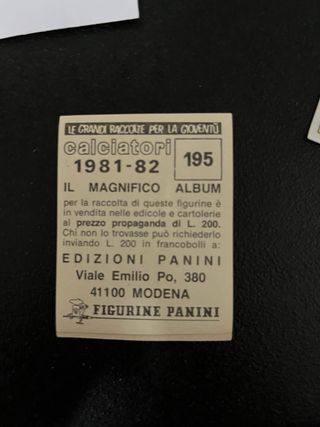 LE GRANDI RACCOLTE PER LA GIOVENTÙ
calciatori
1981-82
195
IL MAGNIFICO ALBUM
per la raccolta di queste figurine è
in vendita nelle edicole e cartolerie
al prezzo propaganda di L. 200.
Chi non lo trovasse può richiederlo
inviando L. 200 in francobolli a:
EDIZIONI PANINI
Viale Emilio Po, 380
41100 MODENA
FIGURINE PANINI